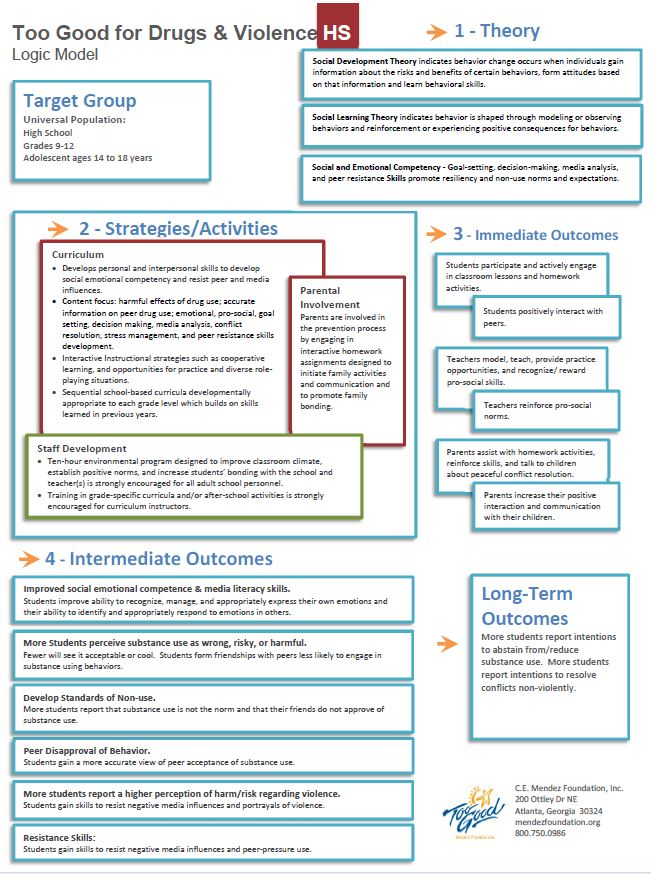 Too Good for Drugs & Violence HS
Logic Model
Target Group
Universal Population:
High School
Grades 9-12
Adolescent ages 14 to 18 years
1 - Theory
Social Development Theory indicates behavior change occurs when individuals gain
information about the risks and benefits of certain behaviors, form attitudes based
on that information and learn behavioral skills.
Social Learning Theory indicates behavior is shaped through modeling or observing
behaviors and reinforcement or experiencing positive consequences for behaviors.
Social and Emotional Competency - Goal-setting, decision-making, media analysis,
and peer resistance Skills promote resiliency and non-use norms and expectations.
2 - Strategies/Activities
Curriculum
• Develops personal and interpersonal skills to develop
social emotional competency and resist peer and media
influences.
• Content focus: harmful effects of drug use; accurate
information on peer drug use; emotional, pro-social, goal
setting, decision making, media analysis, conflict
resolution, stress management, and peer resistance skills
development.
• Interactive Instructional strategies such as cooperative
learning, and opportunities for practice and diverse role-
playing situations.
• Sequential school-based curricula developmentally
appropriate to each grade level which builds on skills
learned in previous years.
Parental
Involvement
Parents are involved in
the prevention process
by engaging in
interactive homework
assignments designed to
initiate family activities
and communication and
to promote family
bonding.
Staff Development
• Ten-hour environmental program designed to improve classroom climate,
establish positive norms, and increase students' bonding with the school and
teacher(s) is strongly encouraged for all adult school personnel.
• Training in grade-specific curricula and/or after-school activities is strongly
encouraged for curriculum instructors.
3 - Immediate Outcomes
Students participate and actively engage
in classroom lessons and homework
activities.
Students positively interact with
peers.
Teachers model, teach, provide practice
opportunities, and recognize/ reward
pro-social skills.
Teachers reinforce pro-social
norms.
Parents assist with homework activities,
reinforce skills, and talk to children
about peaceful conflict resolution.
Parents increase their positive
interaction and communication
with their children.
4 - Intermediate Outcomes
Improved social emotional competence & media literacy skills.
Students improve ability to recognize, manage, and appropriately express their own emotions and
their ability to identify and appropriately respond to emotions in others.
More Students perceive substance use as wrong, risky, or harmful.
Fewer will see it acceptable or cool. Students form friendships with peers less likely to engage in
substance using behaviors.
Develop Standards of Non-use.
More students report that substance use is not the norm and that their friends do not approve of
substance use.
Peer Disapproval of Behavior.
Students gain a more accurate view of peer acceptance of substance use.
More students report a higher perception of harm/risk regarding violence.
Students gain skills to resist negative media influences and portrayals of violence.
Resistance Skills:
Students gain skills to resist negative media influences and peer-pressure use.
Long-Term
Outcomes
More students report intentions
to abstain from/reduce
substance use. More students
report intentions to resolve
conflicts non-violently.
Too Good
MENDEZ FOUNDATION
C.E. Mendez Foundation, Inc.
200 Ottley Dr NE
Atlanta, Georgia 30324
mendezfoundation.org
800.750.0986